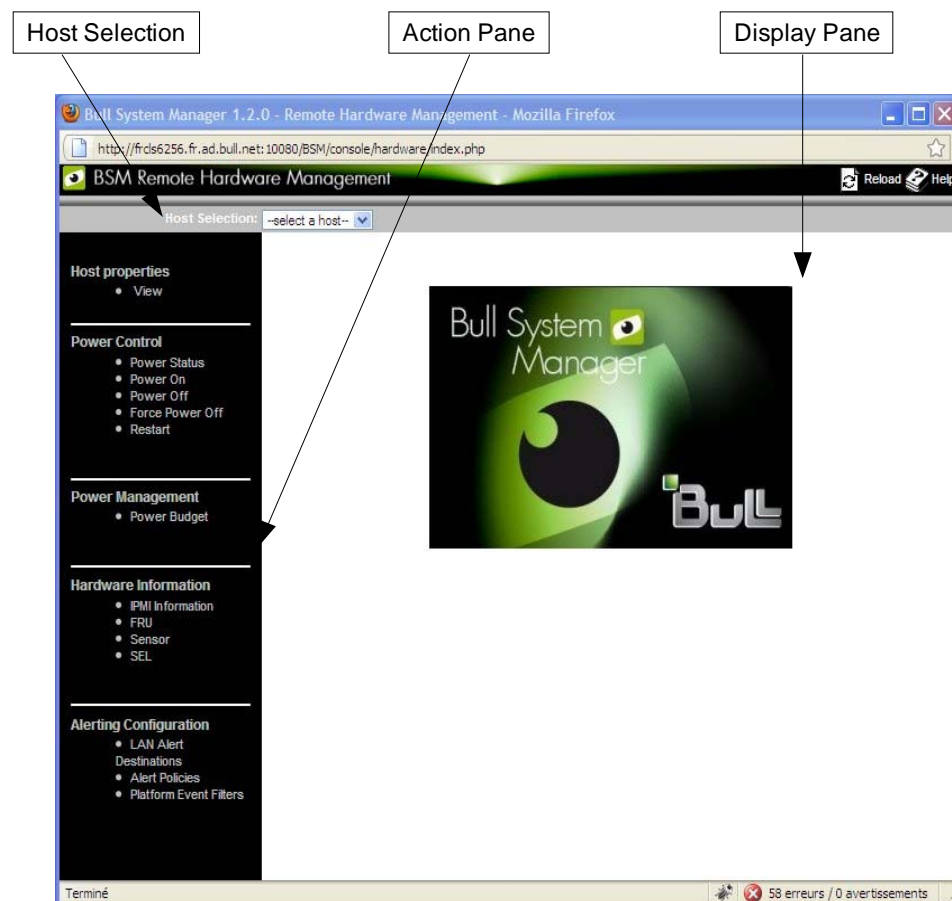 Host Selection
Action Pane
Display Pane
Bull System Manager 1.2.0 - Remote Hardware Management - Mozilla Firefox
http://frcls6256.fr.ad.bull.net:10080/BSM/console/hardware/index.php
BSM Remote Hardware Management
Reload
Help
Host Selection:
--select a host--
Host properties
• View
Power Control
• Power Status
• Power On
• Power Off
• Force Power Off
• Restart
Power Management
• Power Budget
Hardware Information
• IPMI Information
• FRU
• Sensor
• SEL
Alerting Configuration
• LAN Alert
Destinations
• Alert Policies
• Platform Event Filters
Bull System
Manager
Bull
Terminé
58 erreurs / 0 avertissements